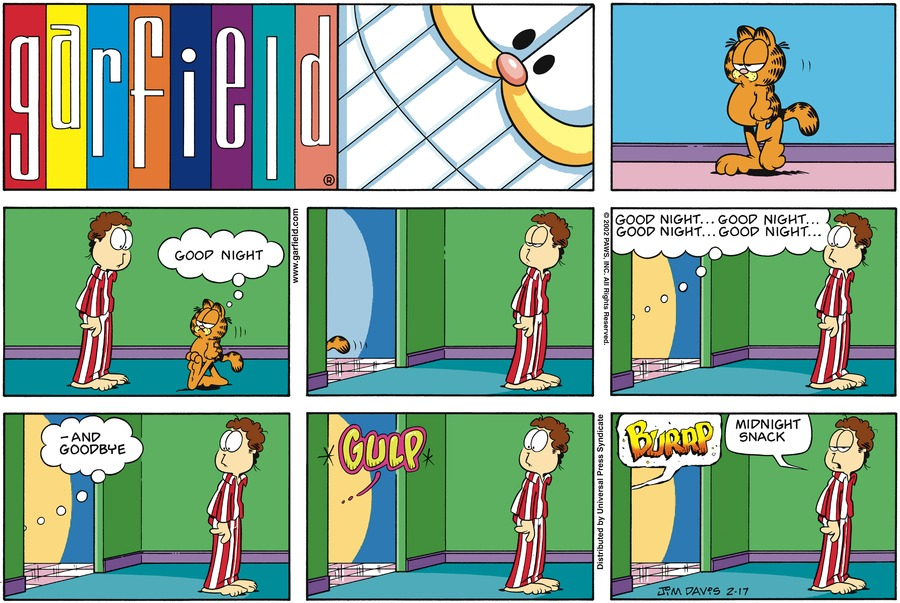 garfield
®
GOOD NIGHT
www.garfield.com
© 2002 PAWS, INC. All Rights Reserved.
GOOD NIGHT... GOOD NIGHT...
GOOD NIGHT... GOOD NIGHT...
–AND
GOODBYE
GULP
Distributed by Universal Press Syndicate
BURRP
MIDNIGHT
SNACK
JIM DAVIS 2-17